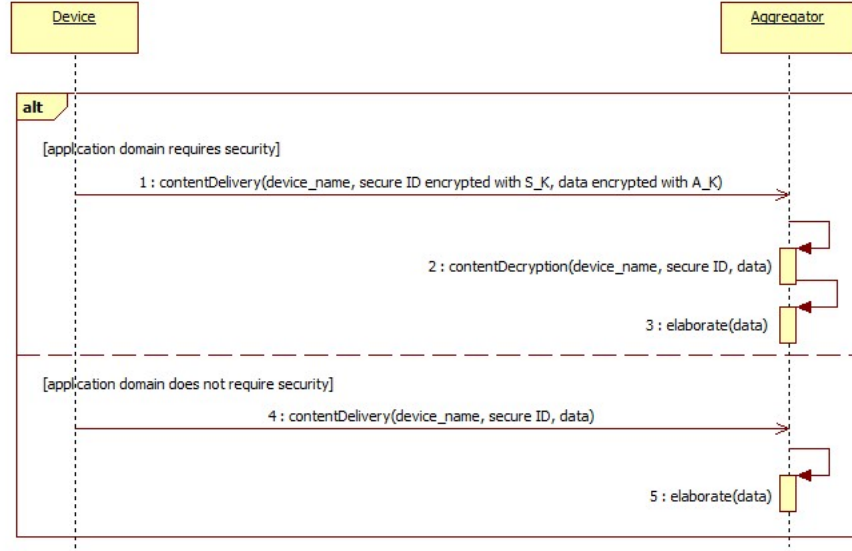 Device
Aggregator
alt
[application domain requires security]
1 : contentDelivery(device_name, secure ID encrypted with S_K, data encrypted with A_K)
2 : contentDecryption(device_name, secure ID, data)
3 : elaborate(data)
[application domain does not require security]
4 : contentDelivery(device_name, secure ID, data)
5 : elaborate(data)